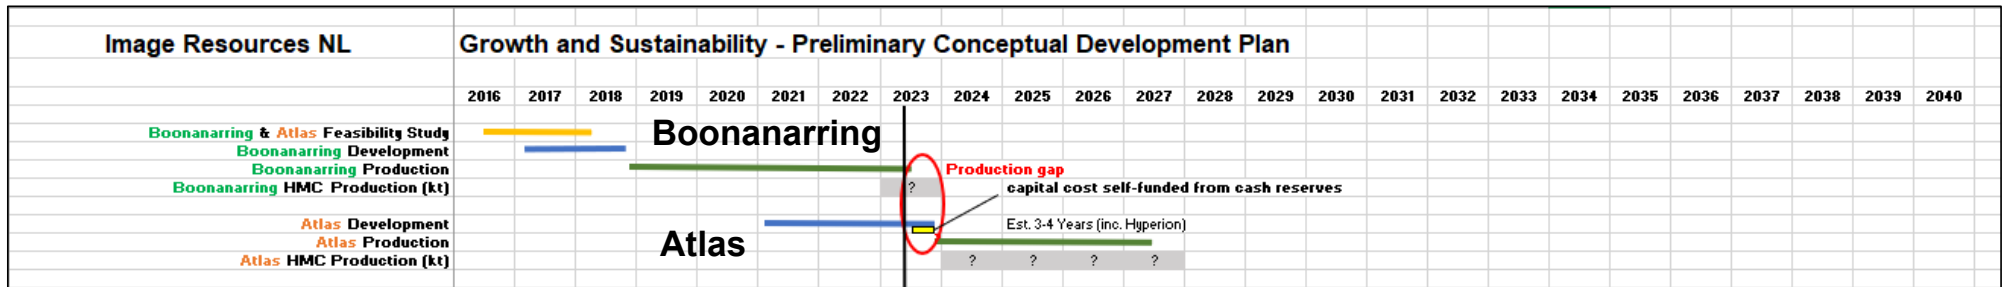 Image Resources NL Growth and Sustainability - Preliminary Conceptual Development Plan
2016 2017 2018 2019 2020 2021 2022 2023 2024 2025 2026 2027 2028 2029 2030 2031 2032 2033 2034 2035 2036 2037 2038 2039 2040
Boonanarring & Atlas Feasibility Study Boonanarring
Boonanarring Development
Boonanarring Production Production gap
Boonanarring HMC Production (kt) ? capital cost self-funded from cash reserves
Atlas Development Est. 3-4 Years (inc. Hyperion)
Atlas Production Atlas
Atlas HMC Production (kt) ? ? ? ?